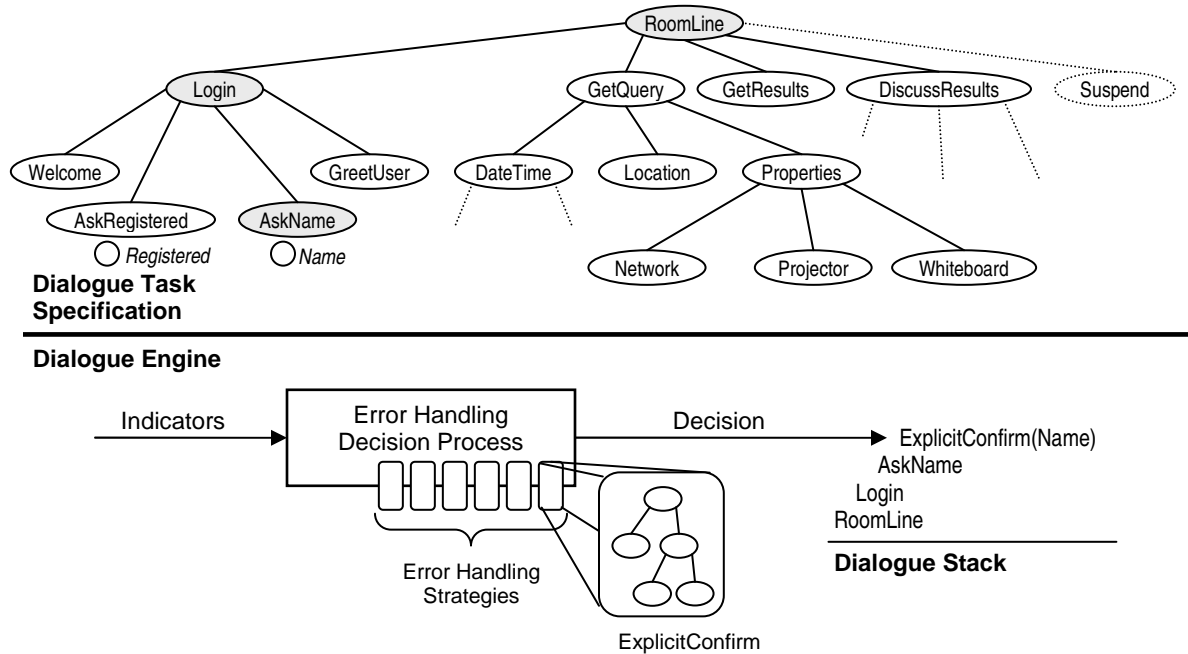 RoomLine
Login
GetQuery
GetResults
DiscussResults
Suspend
Welcome
GreetUser
DateTime
Location
Properties
AskRegistered
AskName
Registered
Name
Network
Projector
Whiteboard
Dialogue Task
Specification
Dialogue Engine
Indicators
Error Handling
Decision Process
Decision
ExplicitConfirm(Name)
AskName
Login
RoomLine
Dialogue Stack
Error Handling
Strategies
ExplicitConfirm